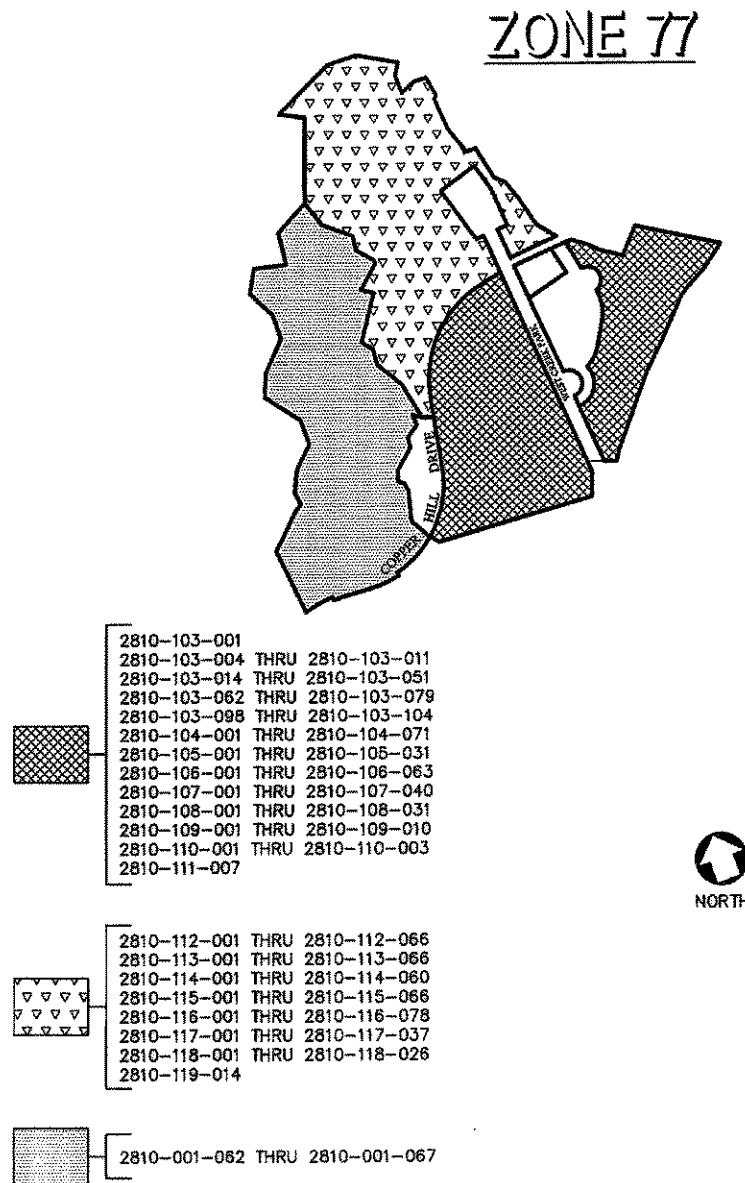 ZONE 77
WEST CREEK PARK
COPPER HILL DRIVE
2810-103-001
2810-103-004 THRU 2810-103-011
2810-103-014 THRU 2810-103-051
2810-103-062 THRU 2810-103-079
2810-103-098 THRU 2810-103-104
2810-104-001 THRU 2810-104-071
2810-105-001 THRU 2810-105-031
2810-106-001 THRU 2810-106-063
2810-107-001 THRU 2810-107-040
2810-108-001 THRU 2810-108-031
2810-109-001 THRU 2810-109-010
2810-110-001 THRU 2810-110-003
2810-111-007
NORTH
2810-112-001 THRU 2810-112-066
2810-113-001 THRU 2810-113-066
2810-114-001 THRU 2810-114-060
2810-115-001 THRU 2810-115-066
2810-116-001 THRU 2810-116-078
2810-117-001 THRU 2810-117-037
2810-118-001 THRU 2810-118-026
2810-119-014
2810-001-062 THRU 2810-001-067